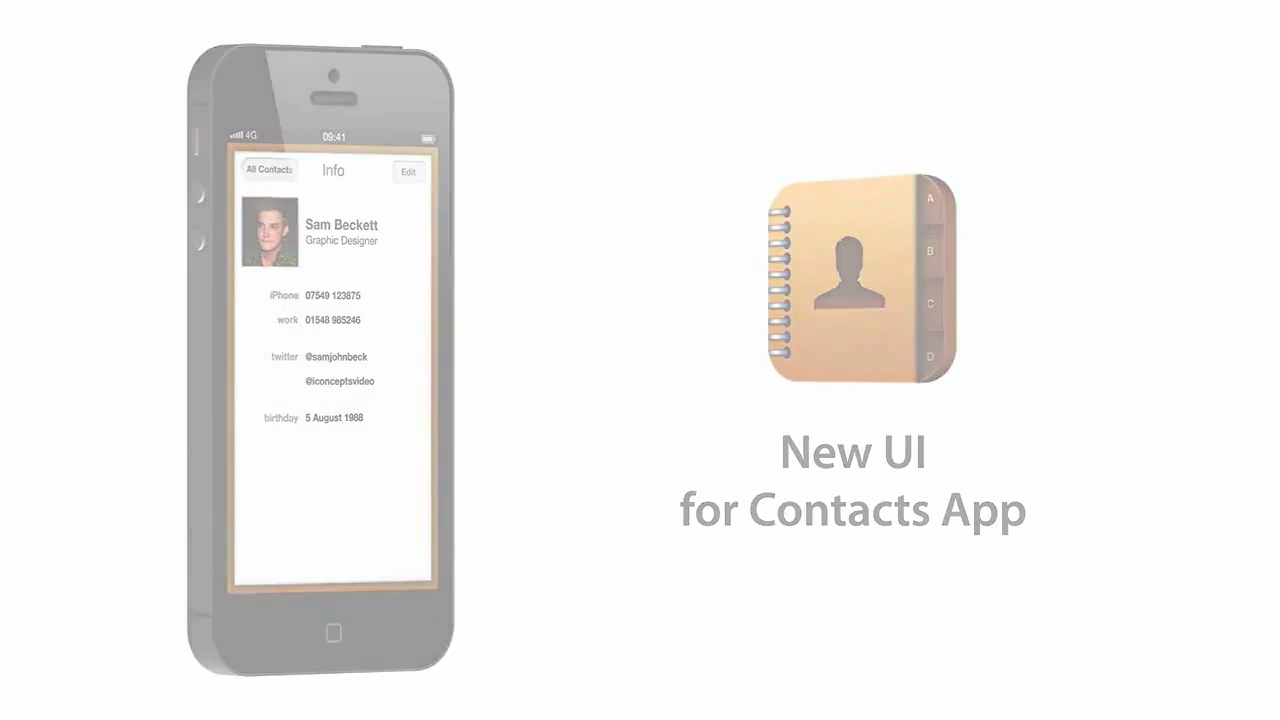 4G
09:41
All Contacts
Info
Edit
Sam Beckett
Graphic Designer
iPhone 07549 123875
work 01548 985246
twitter @samjohnbeck
@iconceptsvideo
birthday 5 August 1988
A
B
C
D
New UI
for Contacts App